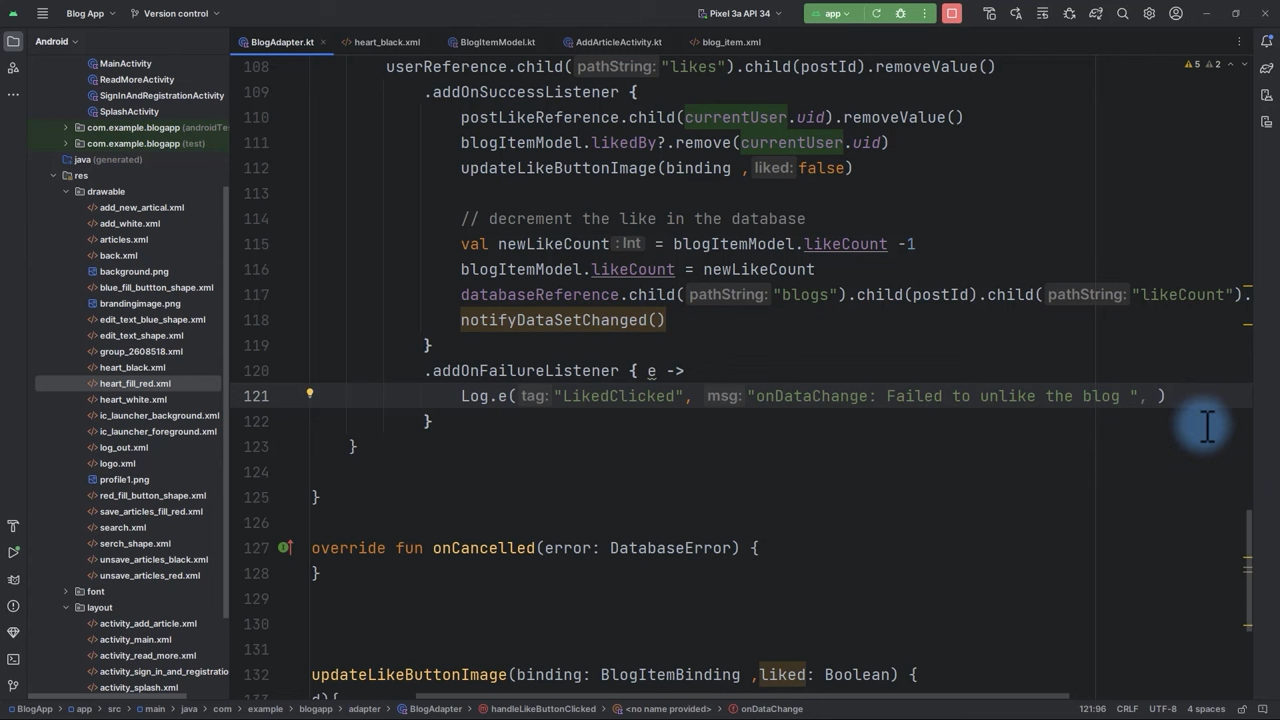 Blog App
Version control
Pixel 3a API 34
app
Android
BlogAdapter.kt
heart_black.xml
BlogItemModel.kt
AddArticleActivity.kt
blog_item.xml
MainActivity
ReadMoreActivity
SignInAndRegistrationActivity
SplashActivity
com.example.blogapp (androidTe
com.example.blogapp (test)
java (generated)
res
drawable
add_new_artical.xml
add_white.xml
articles.xml
back.xml
background.png
blue_fill_buttton_shape.xml
brandingimage.png
edit_text_blue_shape.xml
edit_text_shape.xml
group_2608518.xml
heart_black.xml
heart_fill_red.xml
heart_white.xml
ic_launcher_background.xml
ic_launcher_foreground.xml
log_out.xml
logo.xml
profile1.png
red_fill_button_shape.xml
save_articles_fill_red.xml
search.xml
serch_shape.xml
unsave_articles_black.xml
unsave_articles_red.xml
font
layout
activity_add_article.xml
activity_main.xml
activity_read_more.xml
activity_sign_in_and_registratio
activity_splash.xml
5 2
108 userReference.child( pathString: "likes").child(postId).removeValue()
109 .addOnSuccessListener {
110 postLikeReference.child(currentUser.uid).removeValue()
111 blogItemModel.likedBy?.remove(currentUser.uid)
112 updateLikeButtonImage(binding , liked: false)
113
114 // decrement the like in the database
115 val newLikeCount : Int = blogItemModel.likeCount -1
116 blogItemModel.likeCount = newLikeCount
117 databaseReference.child( pathString: "blogs").child(postId).child( pathString: "likeCount").
118 notifyDataSetChanged()
119 }
120 .addOnFailureListener { e ->
121 Log.e( tag: "LikedClicked", msg: "onDataChange: Failed to unlike the blog ", )
122 }
123 }
124
125 }
126
127 override fun onCancelled(error: DatabaseError) {
128 }
129
130
131
132 updateLikeButtonImage(binding: BlogItemBinding ,liked: Boolean) {
133 d){
BlogApp > app > src > main > java > com > example > blogapp > adapter > BlogAdapter > handleLikeButtonClicked > <no name provided> > onDataChange
121:96 CRLF UTF-8 4 spaces